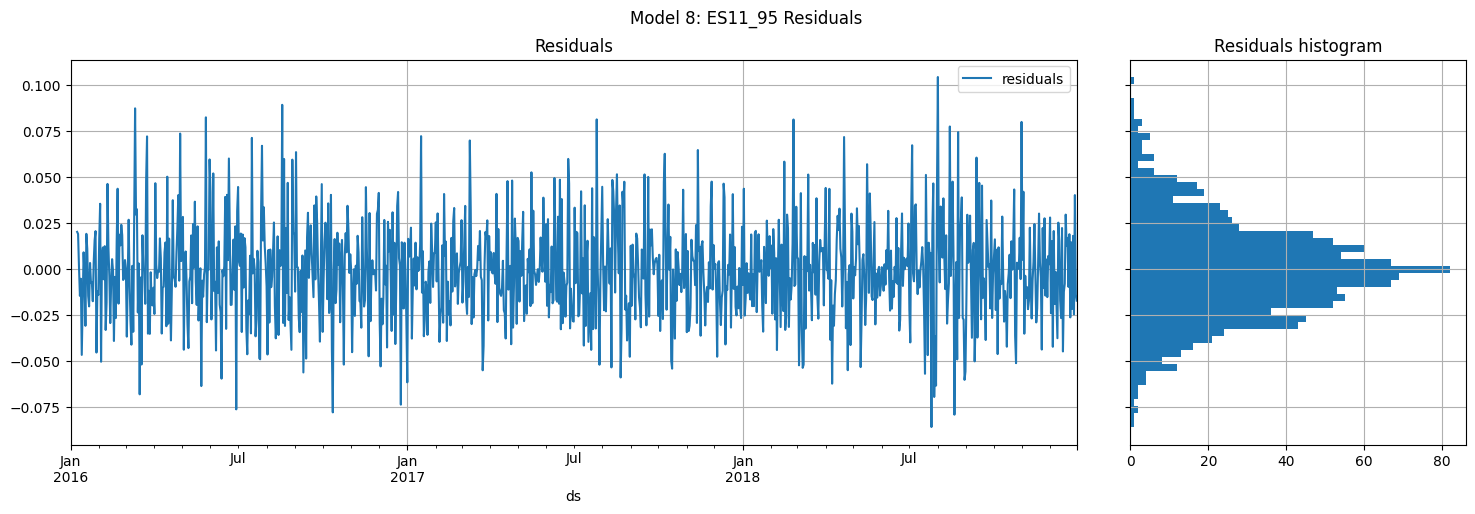 Model 8: ES11_95 Residuals
Residuals
Residuals histogram
residuals
0.100
0.075
0.050
0.025
0.000
−0.025
−0.050
−0.075
Jan
2016
Jul
Jan
2017
Jul
Jan
2018
Jul
ds
0
20
40
60
80